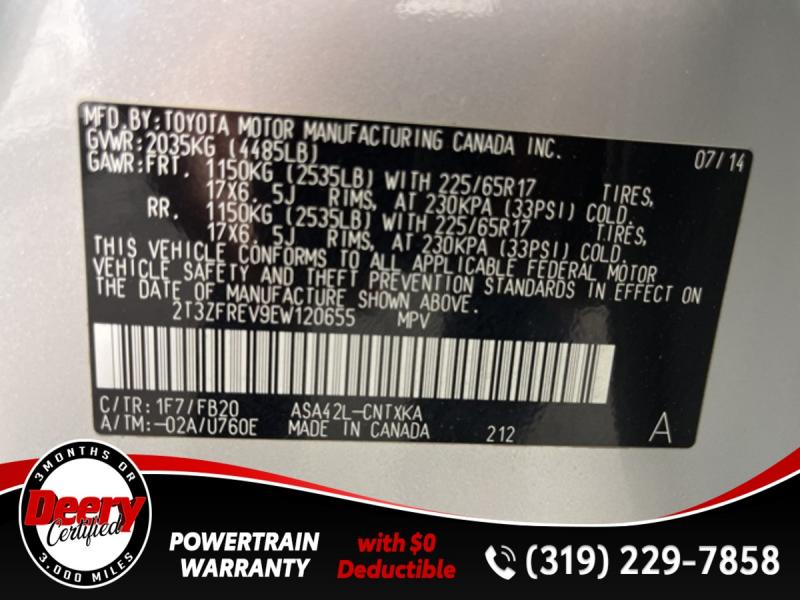 MFD.BY:TOYOTA MOTOR MANUFACTURING CANADA INC. 07/14
GVWR:2035KG (4485LB)
GAWR:FRT. 1150KG (2535LB) WITH 225/65R17 TIRES,
17X6. 5J RIMS, AT 230KPA (33PSI) COLD.
RR. 1150KG (2535LB) WITH 225/65R17 TIRES,
17X6. 5J RIMS, AT 230KPA (33PSI) COLD.
THIS VEHICLE CONFORMS TO ALL APPLICABLE FEDERAL MOTOR
VEHICLE SAFETY AND THEFT PREVENTION STANDARDS IN EFFECT ON
THE DATE OF MANUFACTURE SHOWN ABOVE.
2T3ZFREV9EW120655 MPV
C/TR: 1F7/FB20 ASA42L-CNTXKA
A/TM:-02A/U760E MADE IN CANADA 212 A
3 MONTHS OR
Deery
Certified
3,000 MILES
POWERTRAIN
WARRANTY
with $0
Deductible
(319) 229-7858